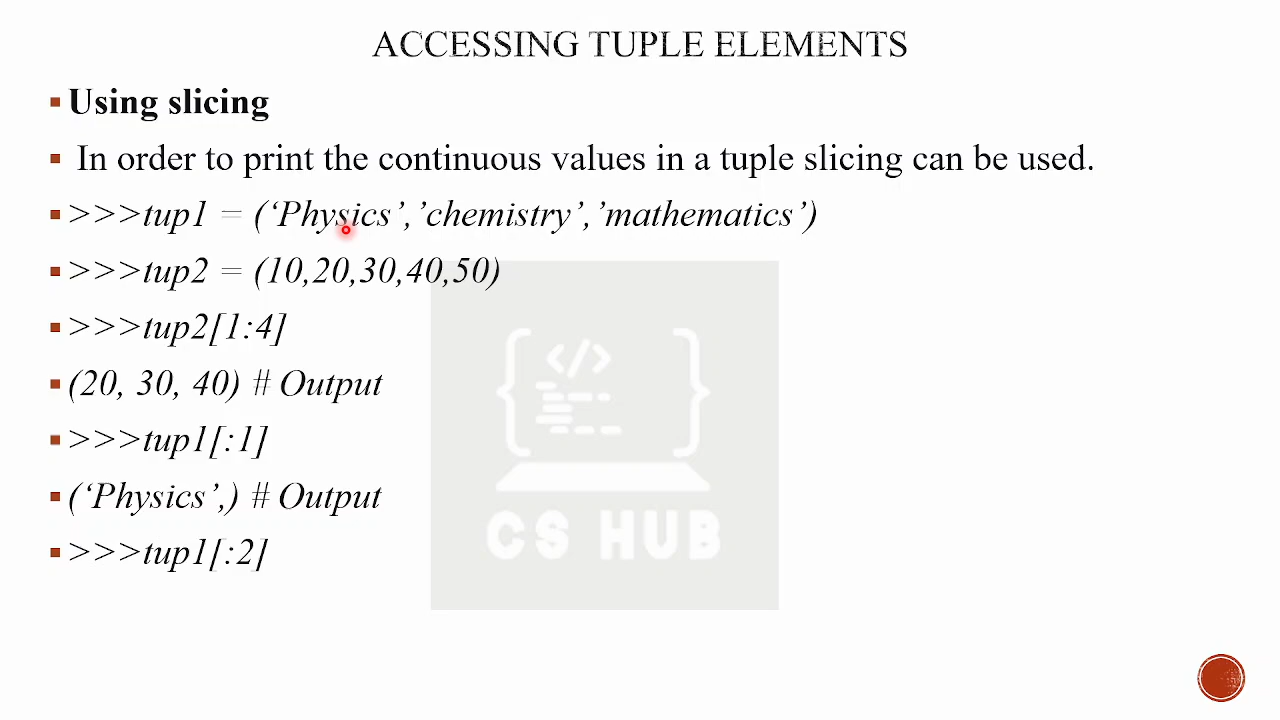 ACCESSING TUPLE ELEMENTS
Using slicing
In order to print the continuous values in a tuple slicing can be used.
>>>tup1 = (‘Physics’,’chemistry’,’mathematics’)
>>>tup2 = (10,20,30,40,50)
>>>tup2[1:4]
(20, 30, 40) # Output
>>>tup1[:1]
(‘Physics’,) # Output
>>>tup1[:2]
</>
CS HUB